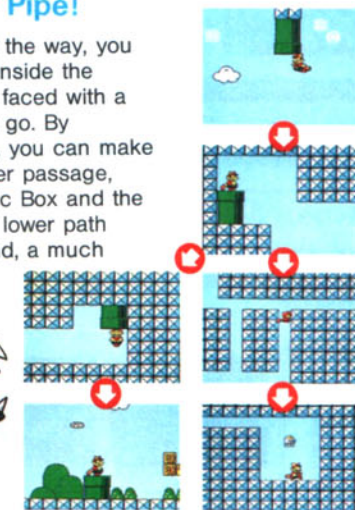 Pipe!
the way, you
nside the
faced with a
go. By
you can make
er passage,
c Box and the
lower path
d, a much